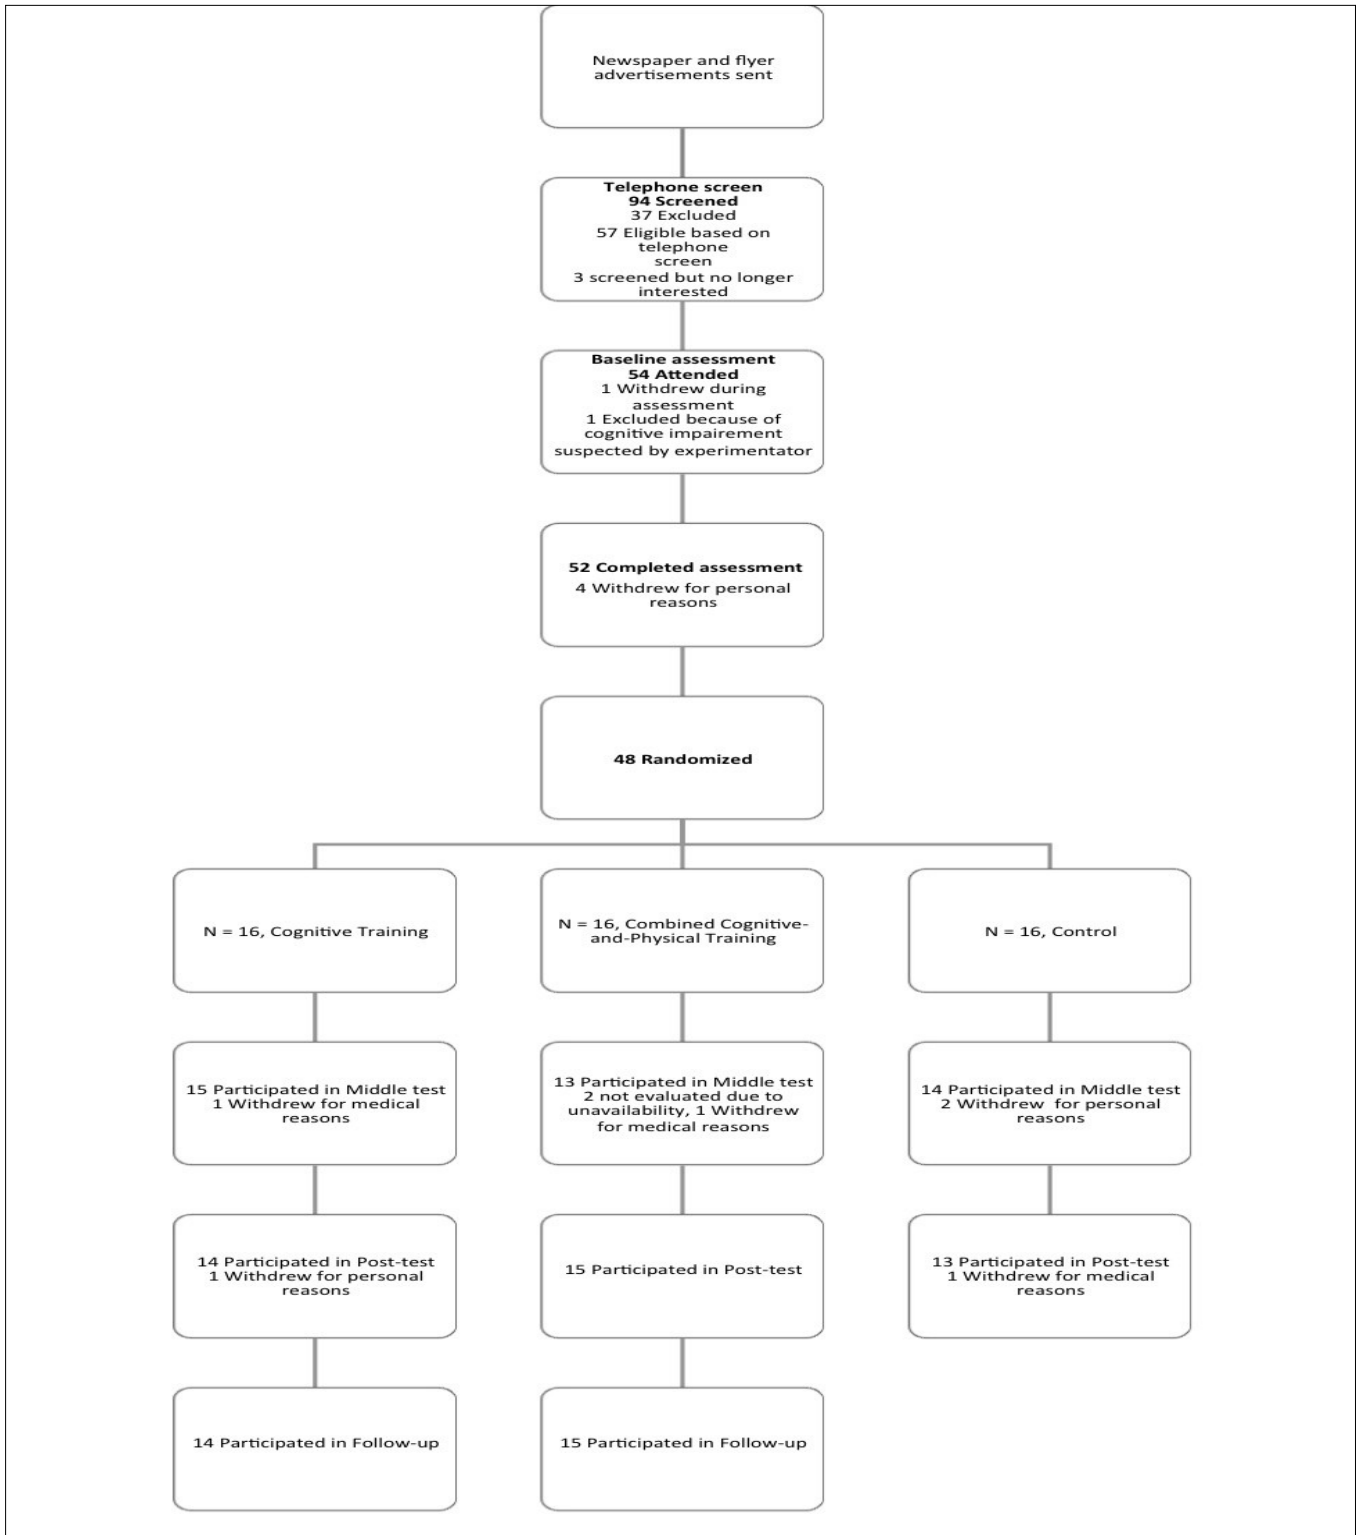 Newspaper and flyer
advertisements sent
Telephone screen
94 Screened
37 Excluded
57 Eligible based on
telephone
screen
3 screened but no longer
interested
Baseline assessment
54 Attended
1 Withdrew during
assessment
1 Excluded because of
cognitive impairement
suspected by experimentator
52 Completed assessment
4 Withdrew for personal
reasons
48 Randomized
N = 16, Cognitive Training
N = 16, Combined Cognitive-
and-Physical Training
N = 16, Control
15 Participated in Middle test
1 Withdrew for medical
reasons
13 Participated in Middle test
2 not evaluated due to
unavailability, 1 Withdrew
for medical reasons
14 Participated in Middle test
2 Withdrew for personal
reasons
14 Participated in Post-test
1 Withdrew for personal
reasons
15 Participated in Post-test
13 Participated in Post-test
1 Withdrew for medical
reasons
14 Participated in Follow-up
15 Participated in Follow-up